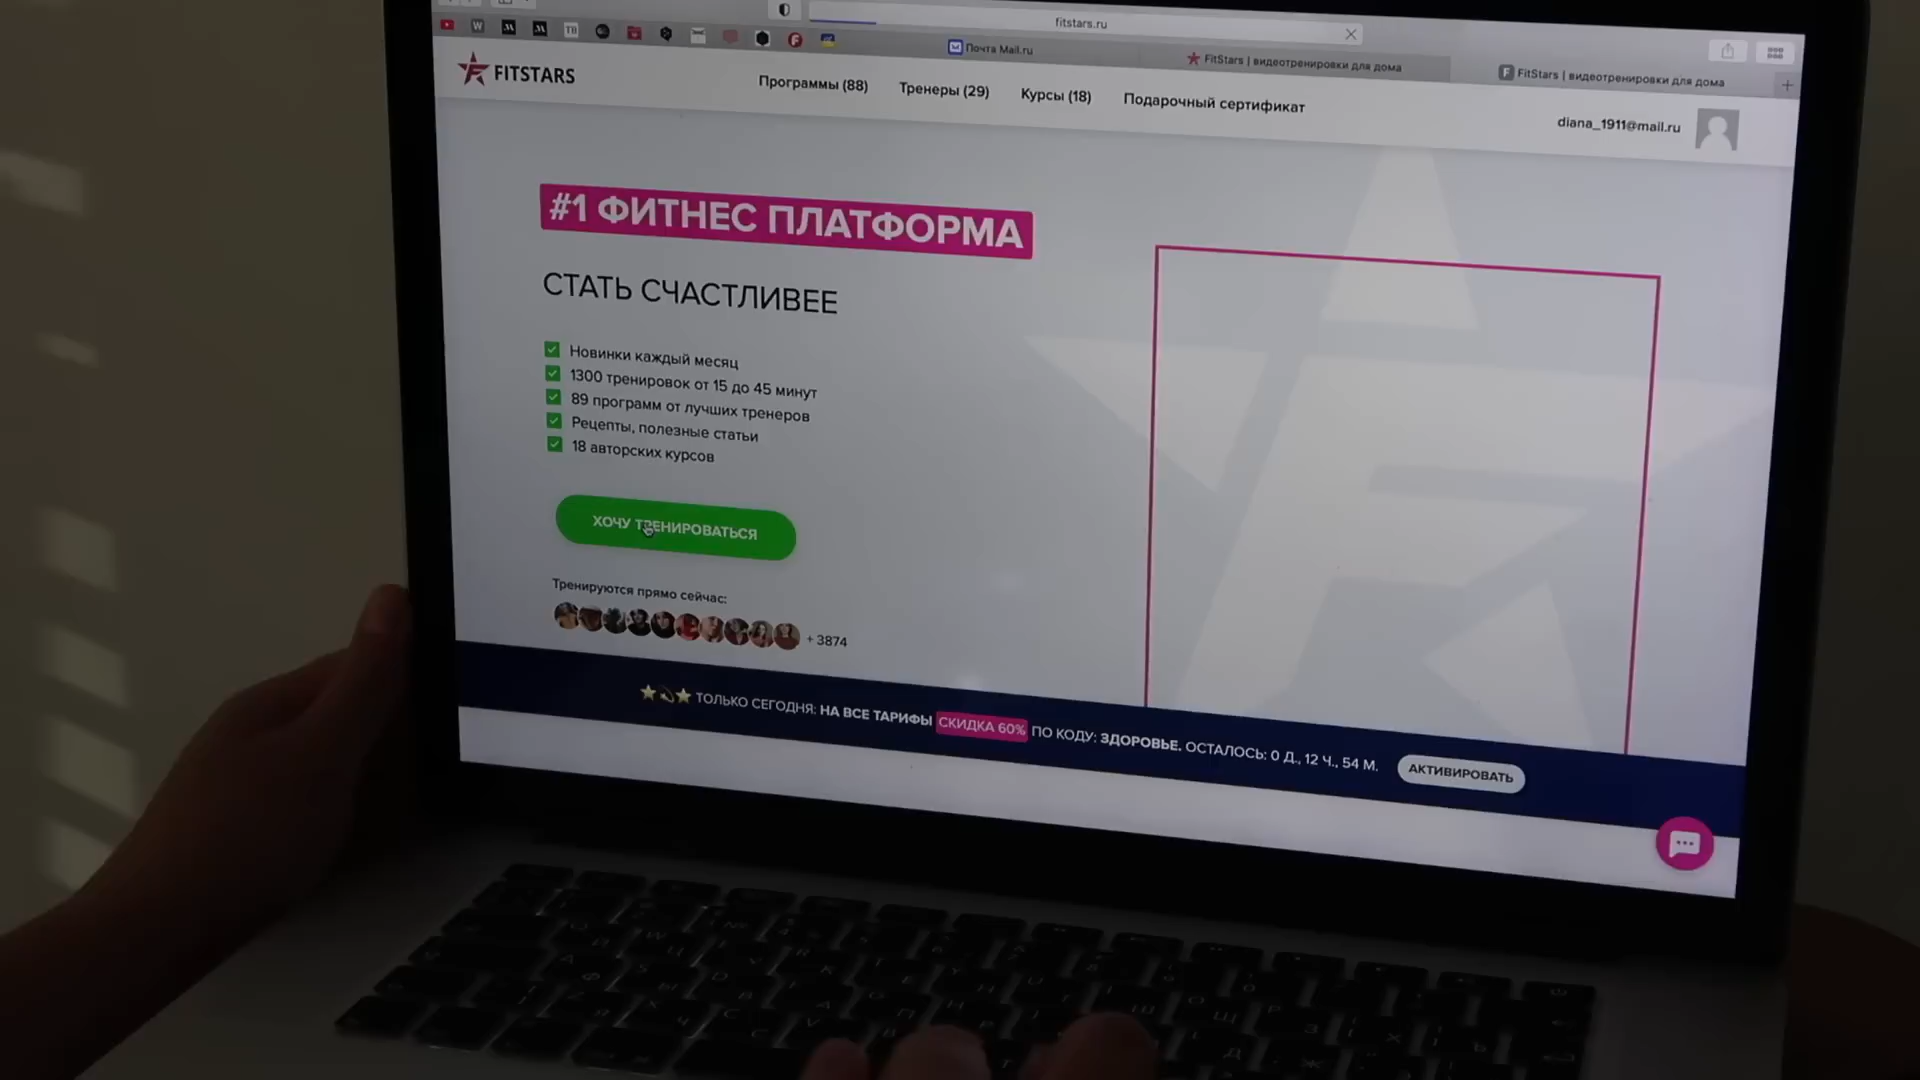 fitstars.ru
Почта Mail.ru
FitStars | видеотренировки для дома
FitStars | видеотренировки для дома
FITSTARS
Программы (88)
Тренеры (29)
Курсы (18)
Подарочный сертификат
diana_1911@mail.ru
#1 ФИТНЕС ПЛАТФОРМА
СТАТЬ СЧАСТЛИВЕЕ
Новинки каждый месяц
1300 тренировок от 15 до 45 минут
89 программ от лучших тренеров
Рецепты, полезные статьи
18 авторских курсов
ХОЧУ ТРЕНИРОВАТЬСЯ
Тренируются прямо сейчас:
+ 3874
ТОЛЬКО СЕГОДНЯ: НА ВСЕ ТАРИФЫ СКИДКА 60% ПО КОДУ: ЗДОРОВЬЕ. ОСТАЛОСЬ: 0 Д., 12 Ч., 54 М.
АКТИВИРОВАТЬ